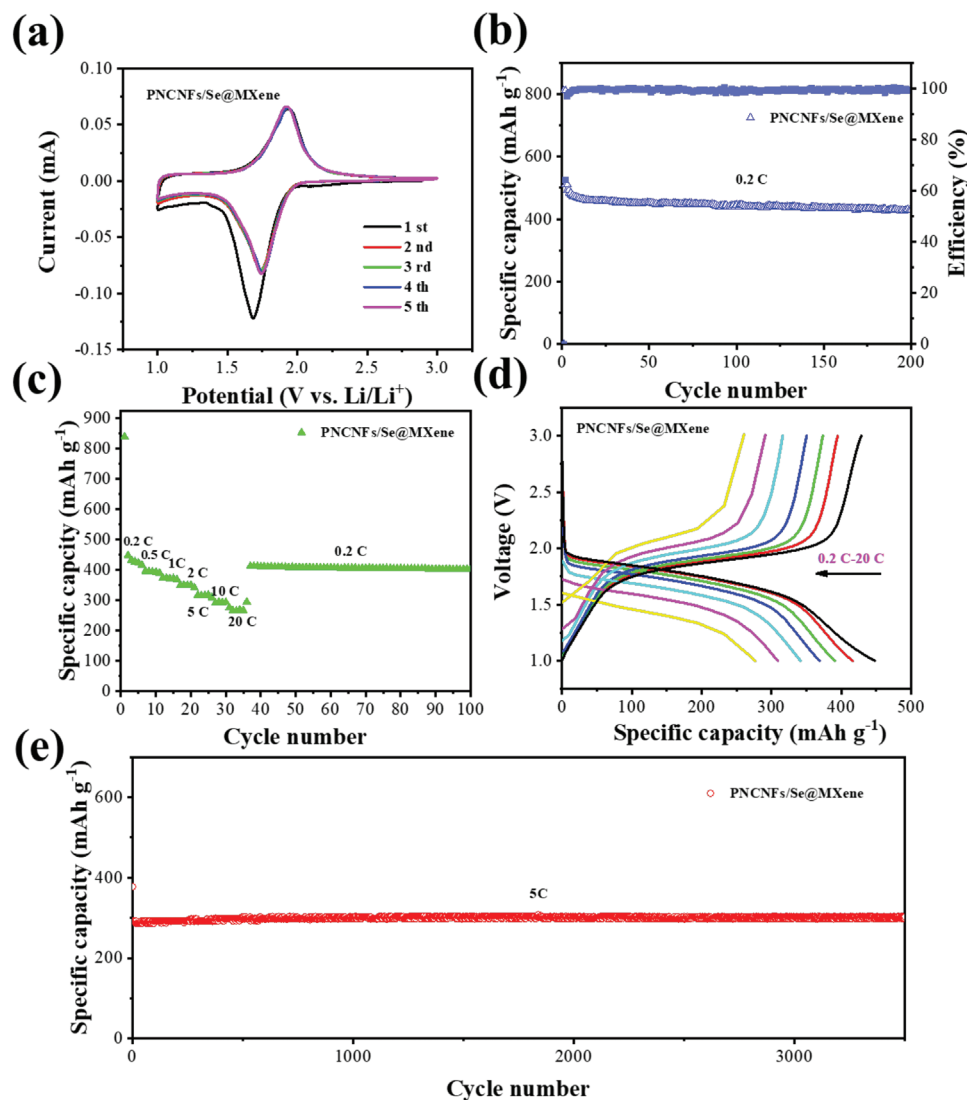 (a)
PNCNFs/Se@MXene
0.10
0.05
0.00
-0.05
-0.10
-0.15
Current (mA)
1 st
2 nd
3 rd
4 th
5 th
1.0
1.5
2.0
2.5
3.0
Potential (V vs. Li/Li⁺)
(b)
800
600
400
200
0
Specific capacity (mAh g⁻¹)
PNCNFs/Se@MXene
0.2 C
100
90
80
70
60
50
40
30
20
10
0
Efficiency (%)
50
100
150
200
Cycle number
(c)
900
800
700
600
500
400
300
200
100
0
Specific capacity (mAh g⁻¹)
PNCNFs/Se@MXene
0.2 C
0.5 C
1C
2 C
5 C
10 C
20 C
0.2 C
0 10 20 30 40 50 60 70 80 90 100
Cycle number
(d)
PNCNFs/Se@MXene
3.0
2.5
2.0
1.5
1.0
Voltage (V)
0.2 C-20 C
0 100 200 300 400 500
Specific capacity (mAh g⁻¹)
(e)
600
400
200
0
Specific capacity (mAh g⁻¹)
PNCNFs/Se@MXene
5C
0 1000 2000 3000
Cycle number